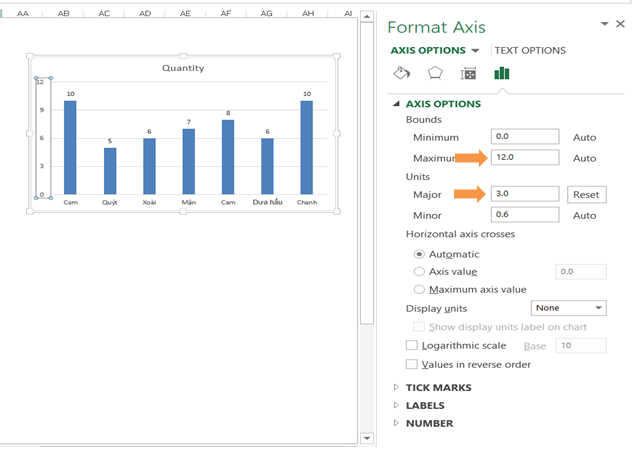 AA AB AC AD AE AF AG AH AI
Quantity
12
9
6
3
0
10
5
6
7
8
6
10
Cam Quýt Xoài Mận Cam Dưa hấu Chanh
Format Axis
AXIS OPTIONS TEXT OPTIONS
AXIS OPTIONS
Bounds
Minimum 0.0 Auto
Maximum 12.0 Auto
Units
Major 3.0 Reset
Minor 0.6 Auto
Horizontal axis crosses
Automatic
Axis value 0.0
Maximum axis value
Display units None
Show display units label on chart
Logarithmic scale Base 10
Values in reverse order
TICK MARKS
LABELS
NUMBER